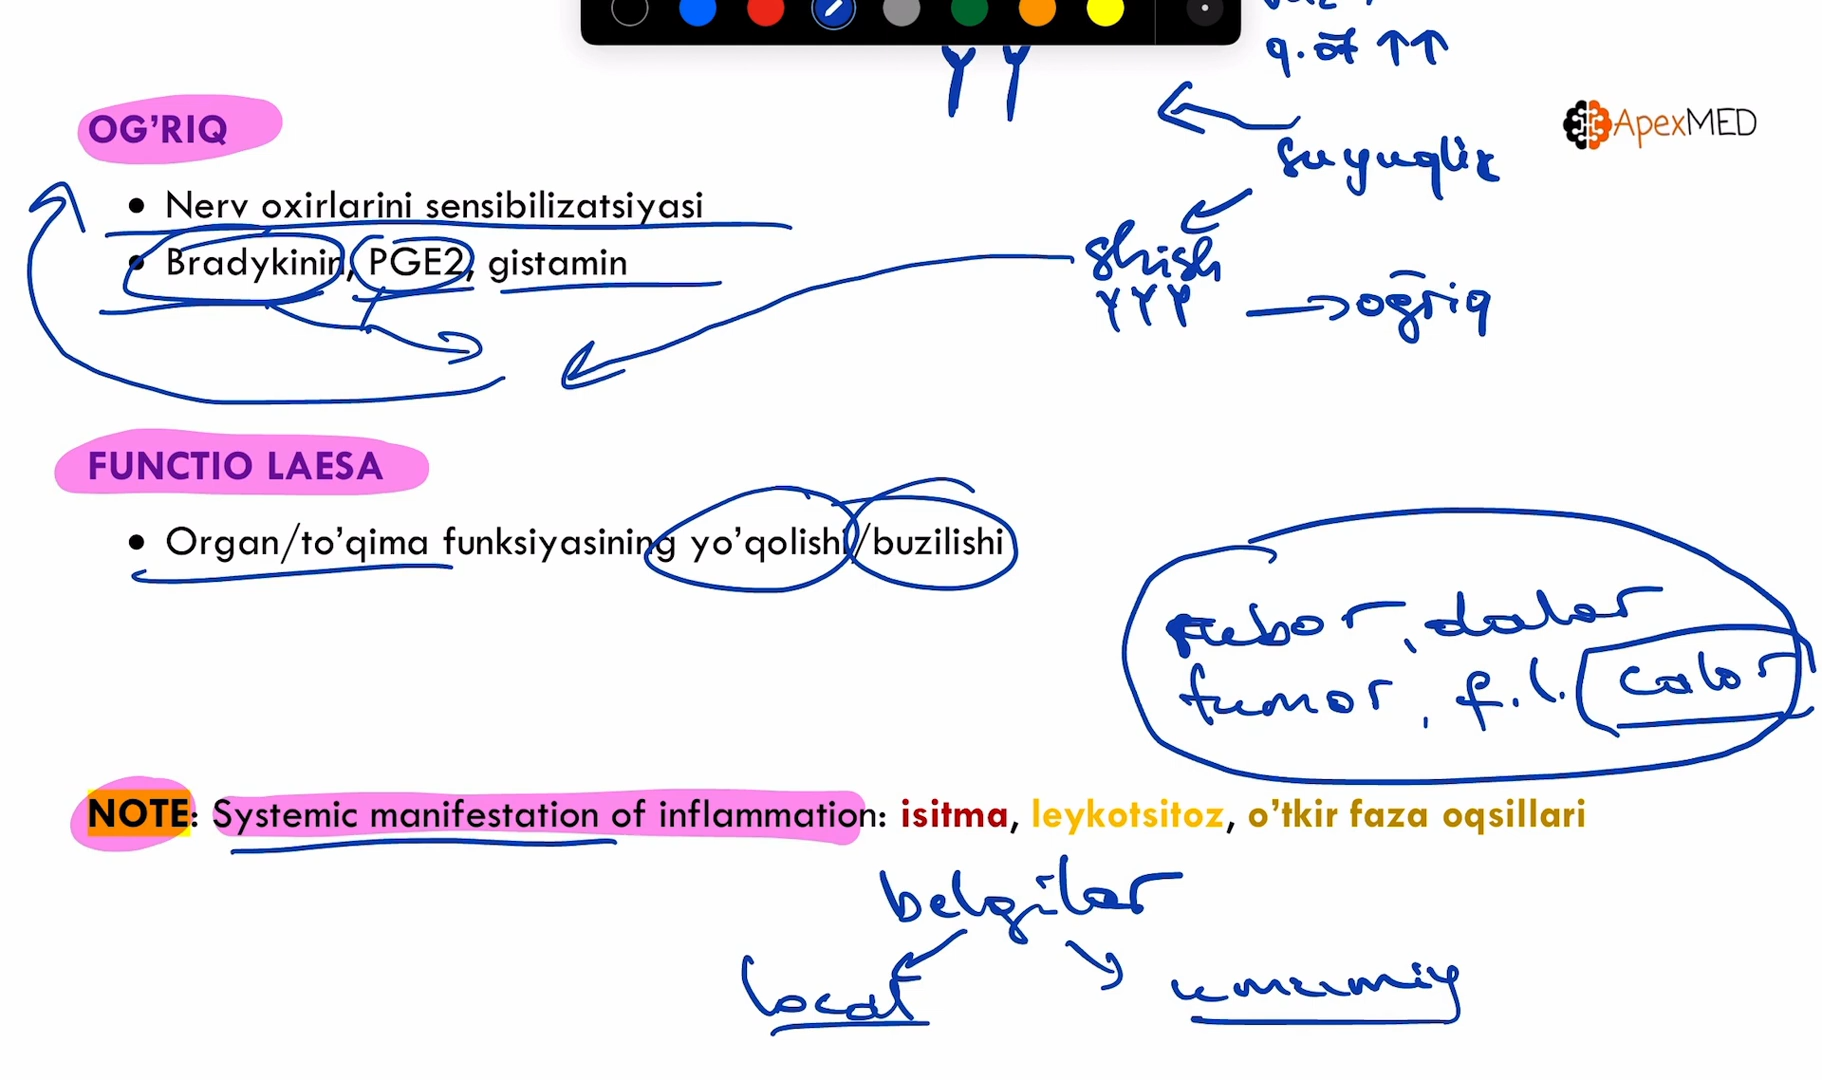 q. oq ↑↑
OG'RIQ
ApexMED
suyuqlik
• Nerv oxirlarini sensibilizatsiyasi
• Bradykinin, PGE2, gistamin
shish
→ og'riq
FUNCTIO LAESA
• Organ/to'qima funksiyasining yo'qolishi/buzilishi
rubor, dolor
tumor, f.l. calor
NOTE: Systemic manifestation of inflammation: isitma, leykotsitoz, o'tkir faza oqsillari
belgilar
local umumiy